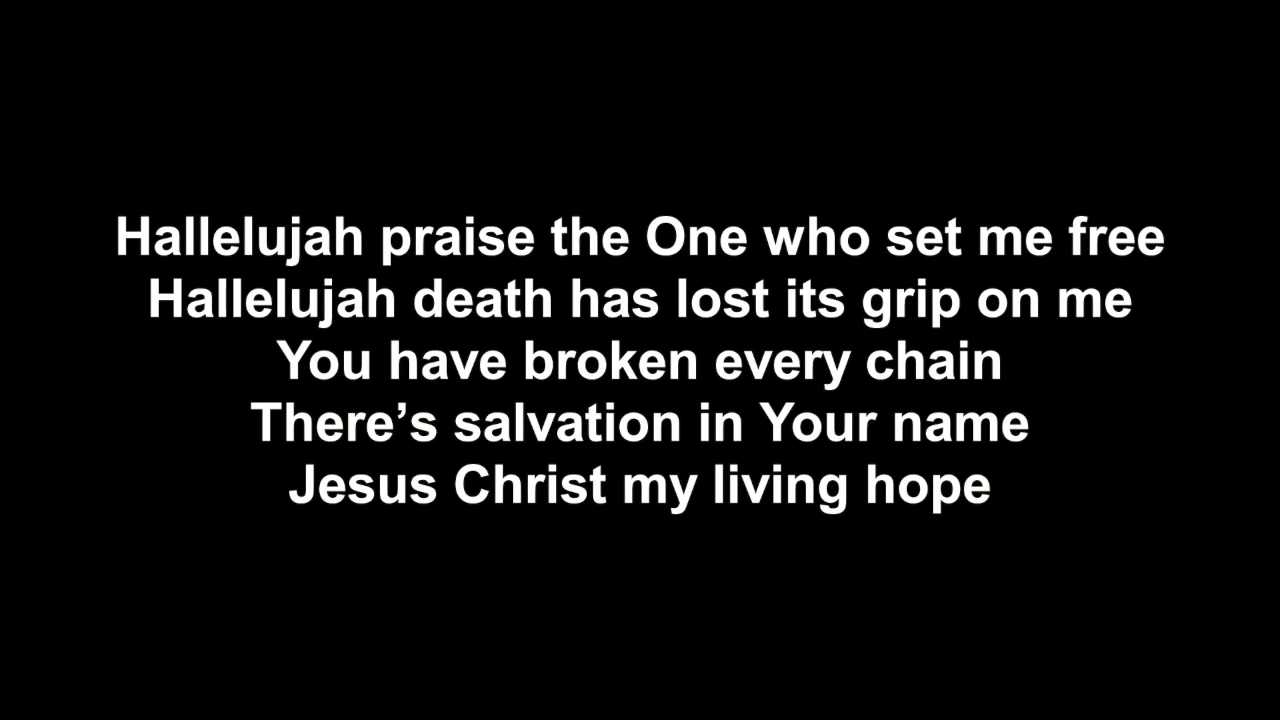 Hallelujah praise the One who set me free
Hallelujah death has lost its grip on me
You have broken every chain
There’s salvation in Your name
Jesus Christ my living hope